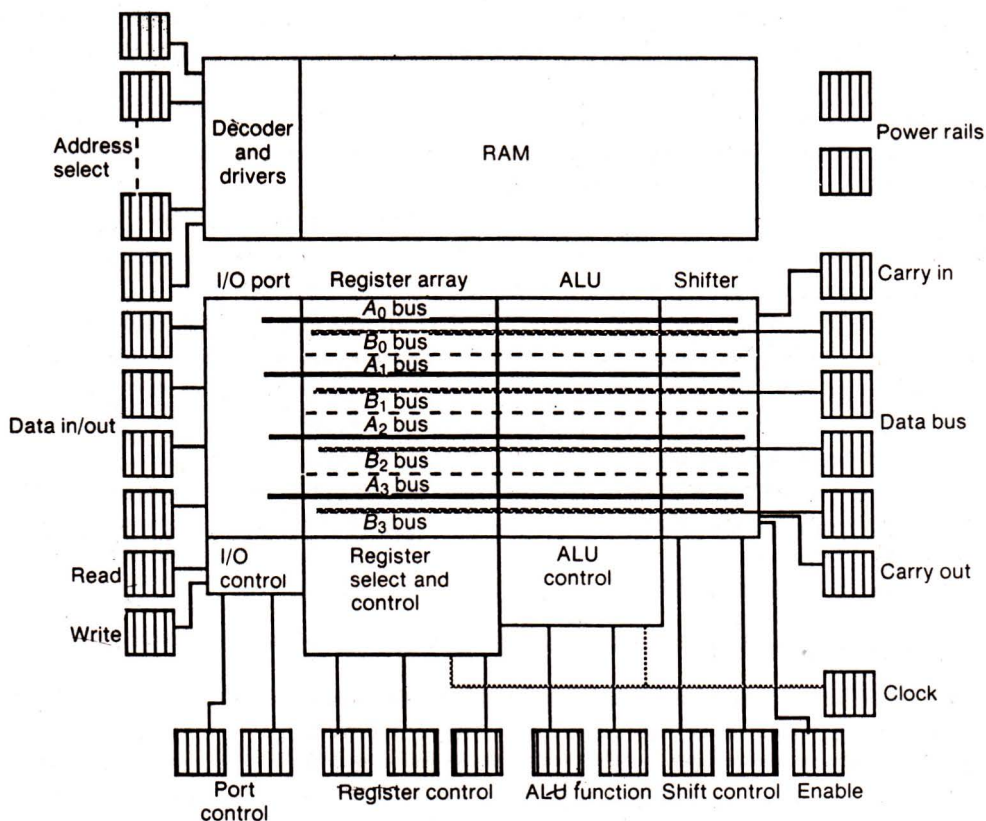 Address
select
Decoder
and
drivers
RAM
Power rails
I/O port
Register array
ALU
Shifter
Carry in
A0 bus
B0 bus
A1 bus
B1 bus
Data in/out
A2 bus
Data bus
B2 bus
A3 bus
B3 bus
Read
I/O
control
Register
select and
control
ALU
control
Carry out
Write
Clock
Port
control
Register control
ALU function
Shift control
Enable